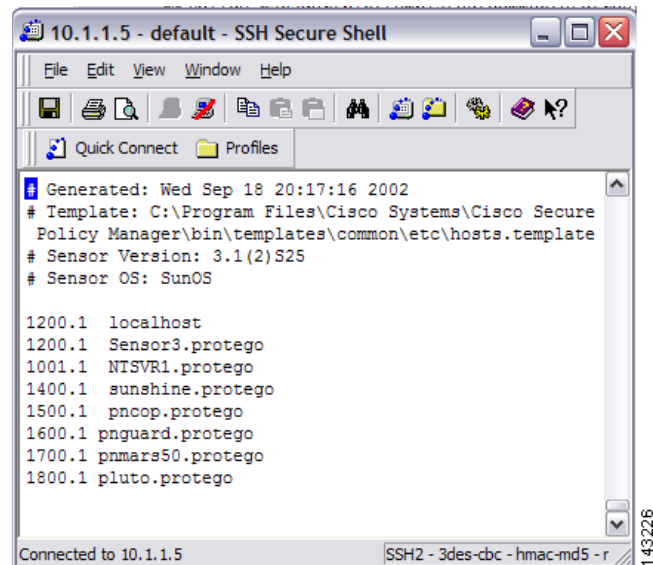 10.1.1.5 - default - SSH Secure Shell
File Edit View Window Help
Quick Connect Profiles
# Generated: Wed Sep 18 20:17:16 2002
# Template: C:\Program Files\Cisco Systems\Cisco Secure
Policy Manager\bin\templates\common\etc\hosts.template
# Sensor Version: 3.1(2)S25
# Sensor OS: SunOS
1200.1 localhost
1200.1 Sensor3.protego
1001.1 NTSVR1.protego
1400.1 sunshine.protego
1500.1 pncop.protego
1600.1 pnguard.protego
1700.1 pnmars50.protego
1800.1 pluto.protego
Connected to 10.1.1.5 SSH2 - 3des-cbc - hmac-md5 - r
143226